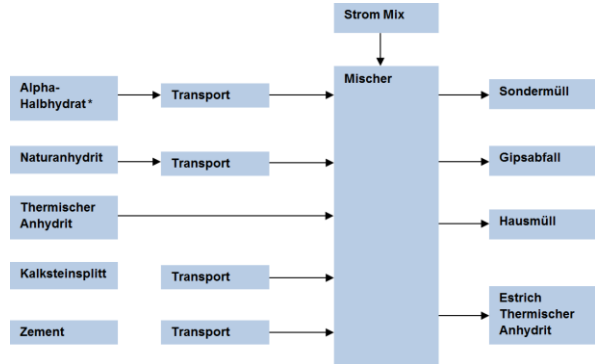 Strom Mix
Alpha-
Halbhydrat*
Transport
Mischer
Sondermüll
Naturanhydrit
Transport
Gipsabfall
Thermischer
Anhydrit
Hausmüll
Kalksteinsplitt
Transport
Estrich
Thermischer
Anhydrit
Zement
Transport